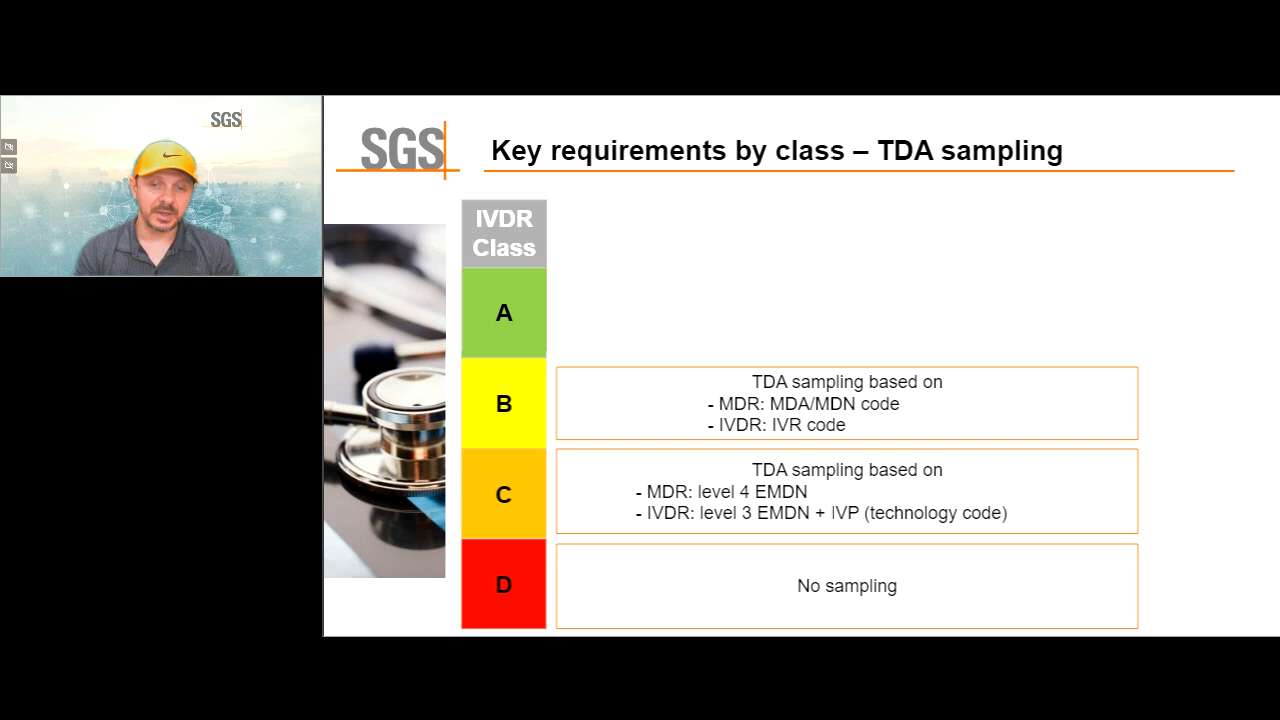 SGS
SGS
Key requirements by class – TDA sampling
IVDR
Class
A
B
TDA sampling based on
- MDR: MDA/MDN code
- IVDR: IVR code
C
TDA sampling based on
- MDR: level 4 EMDN
- IVDR: level 3 EMDN + IVP (technology code)
D
No sampling